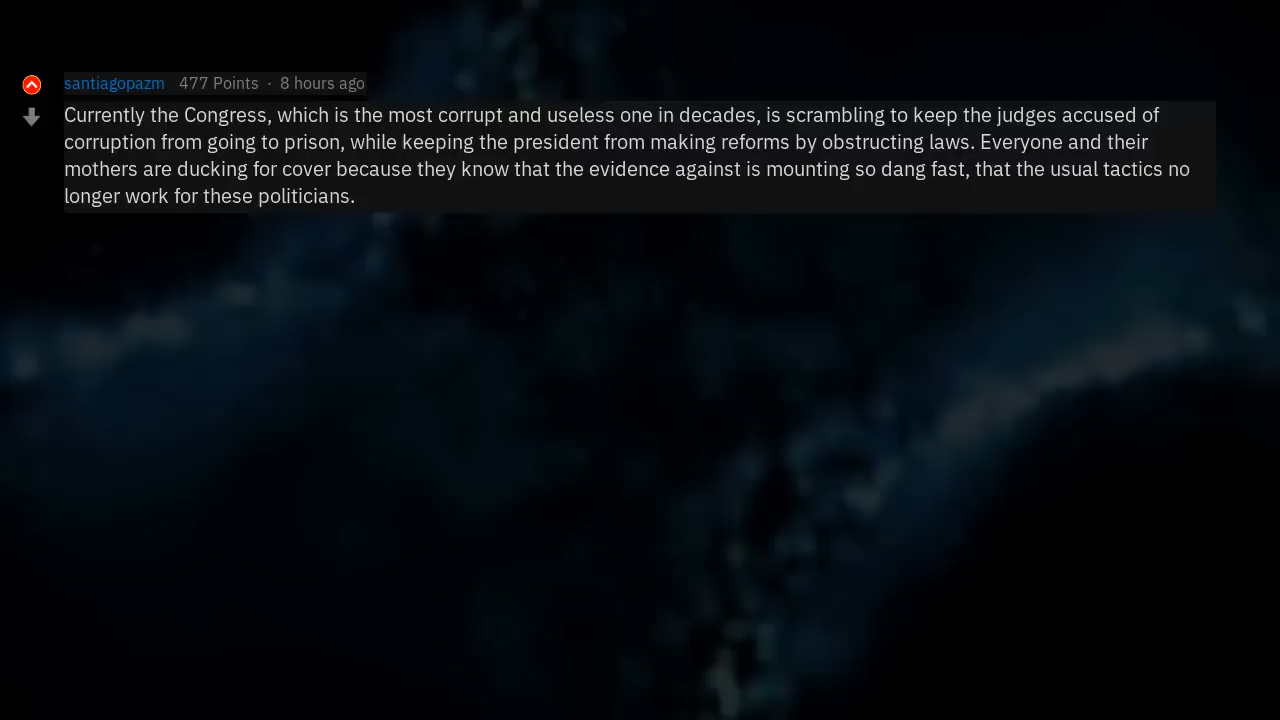 santiagopazm 477 Points · 8 hours ago
Currently the Congress, which is the most corrupt and useless one in decades, is scrambling to keep the judges accused of
corruption from going to prison, while keeping the president from making reforms by obstructing laws. Everyone and their
mothers are ducking for cover because they know that the evidence against is mounting so dang fast, that the usual tactics no
longer work for these politicians.